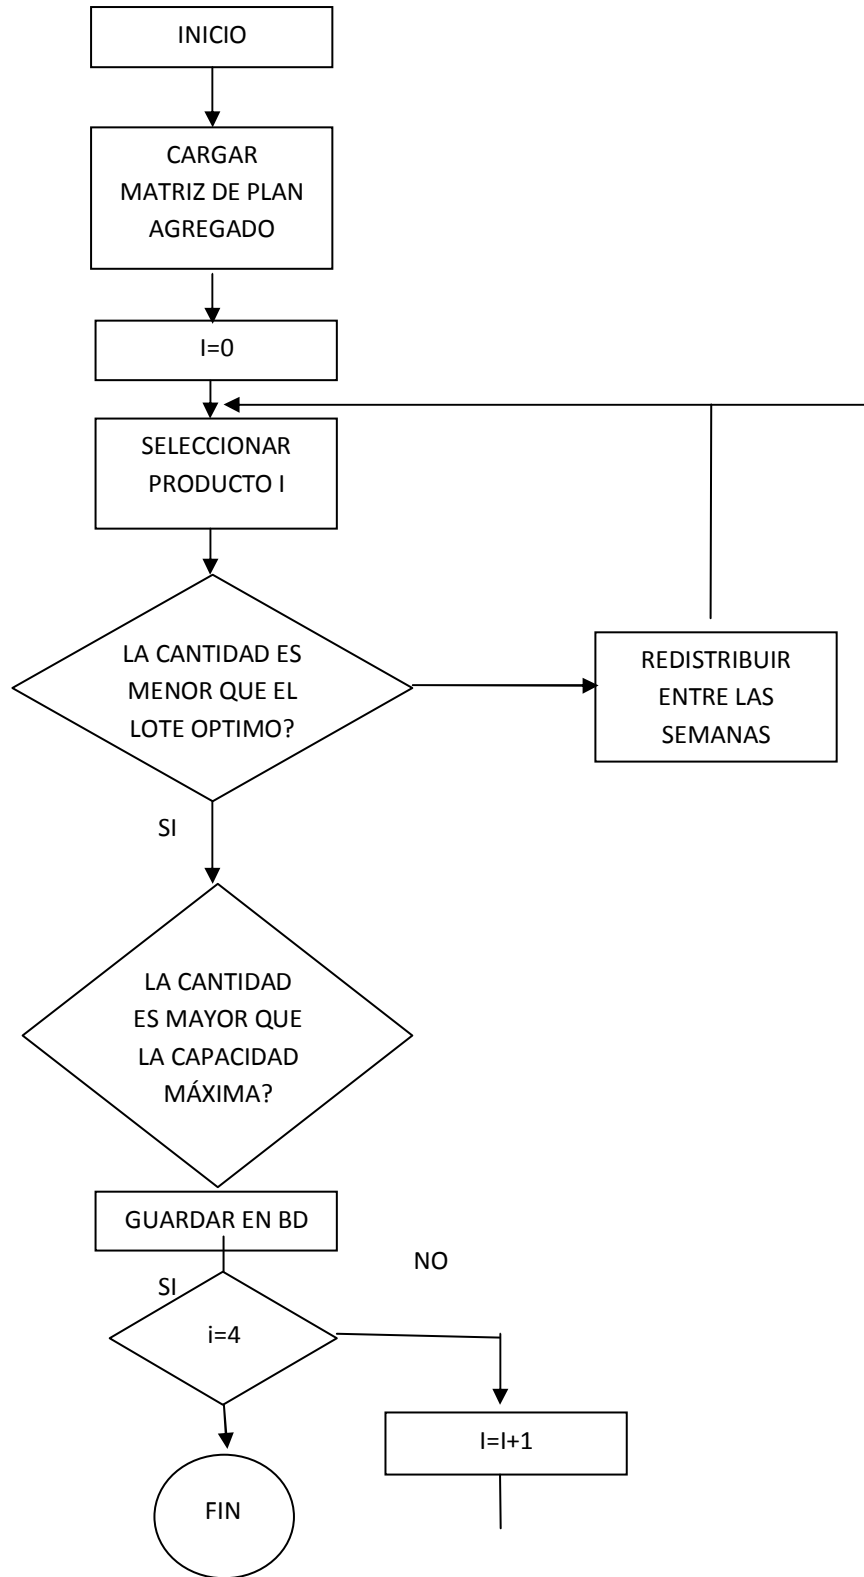 INICIO
CARGAR
MATRIZ DE PLAN
AGREGADO
I=0
SELECCIONAR
PRODUCTO I
LA CANTIDAD ES
MENOR QUE EL
LOTE OPTIMO?
REDISTRIBUIR
ENTRE LAS
SEMANAS
SI
LA CANTIDAD
ES MAYOR QUE
LA CAPACIDAD
MÁXIMA?
GUARDAR EN BD
NO
SI
i=4
I=I+1
FIN